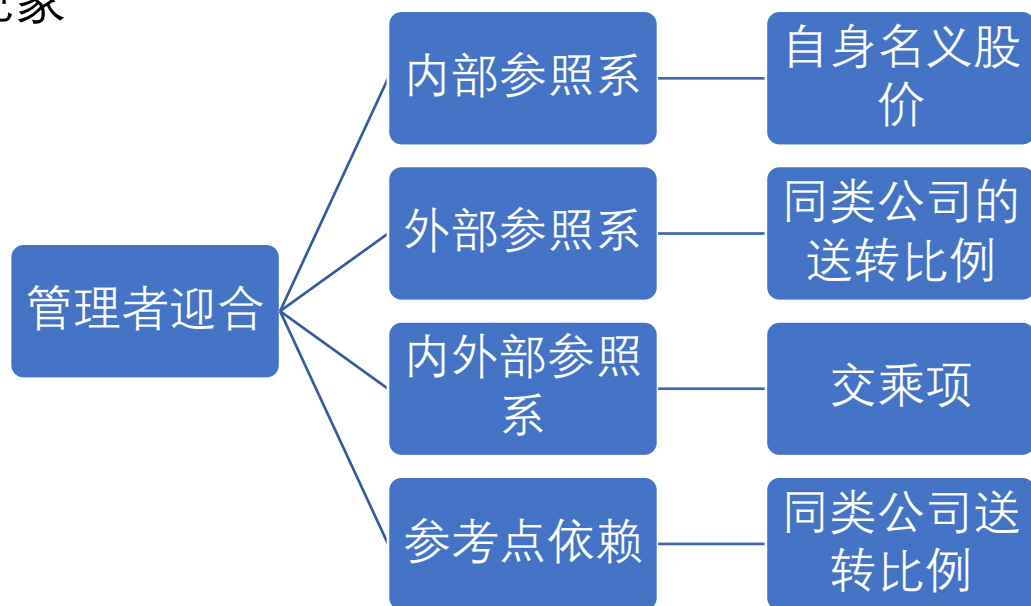 象
内部参照系
自身名义股
价
外部参照系
同类公司的
送转比例
管理者迎合
内外部参照
系
交乘项
参考点依赖
同类公司送
转比例